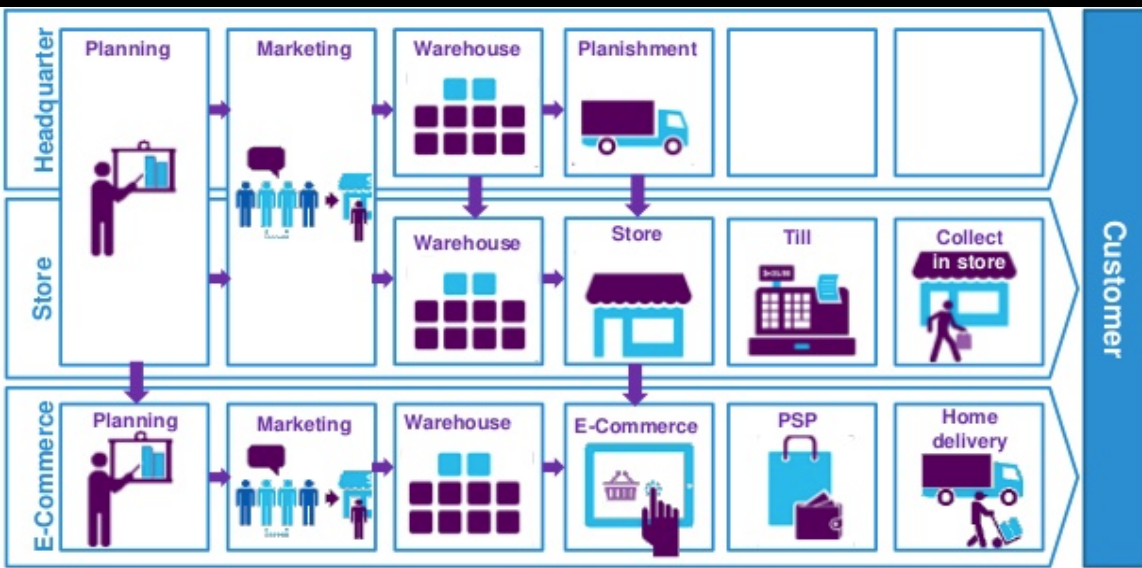 Headquarter
Planning
Marketing
Warehouse
Planishment
Store
Warehouse
Store
Till
Collect
in store
E-Commerce
Planning
Marketing
Warehouse
E-Commerce
PSP
Home
delivery
Customer